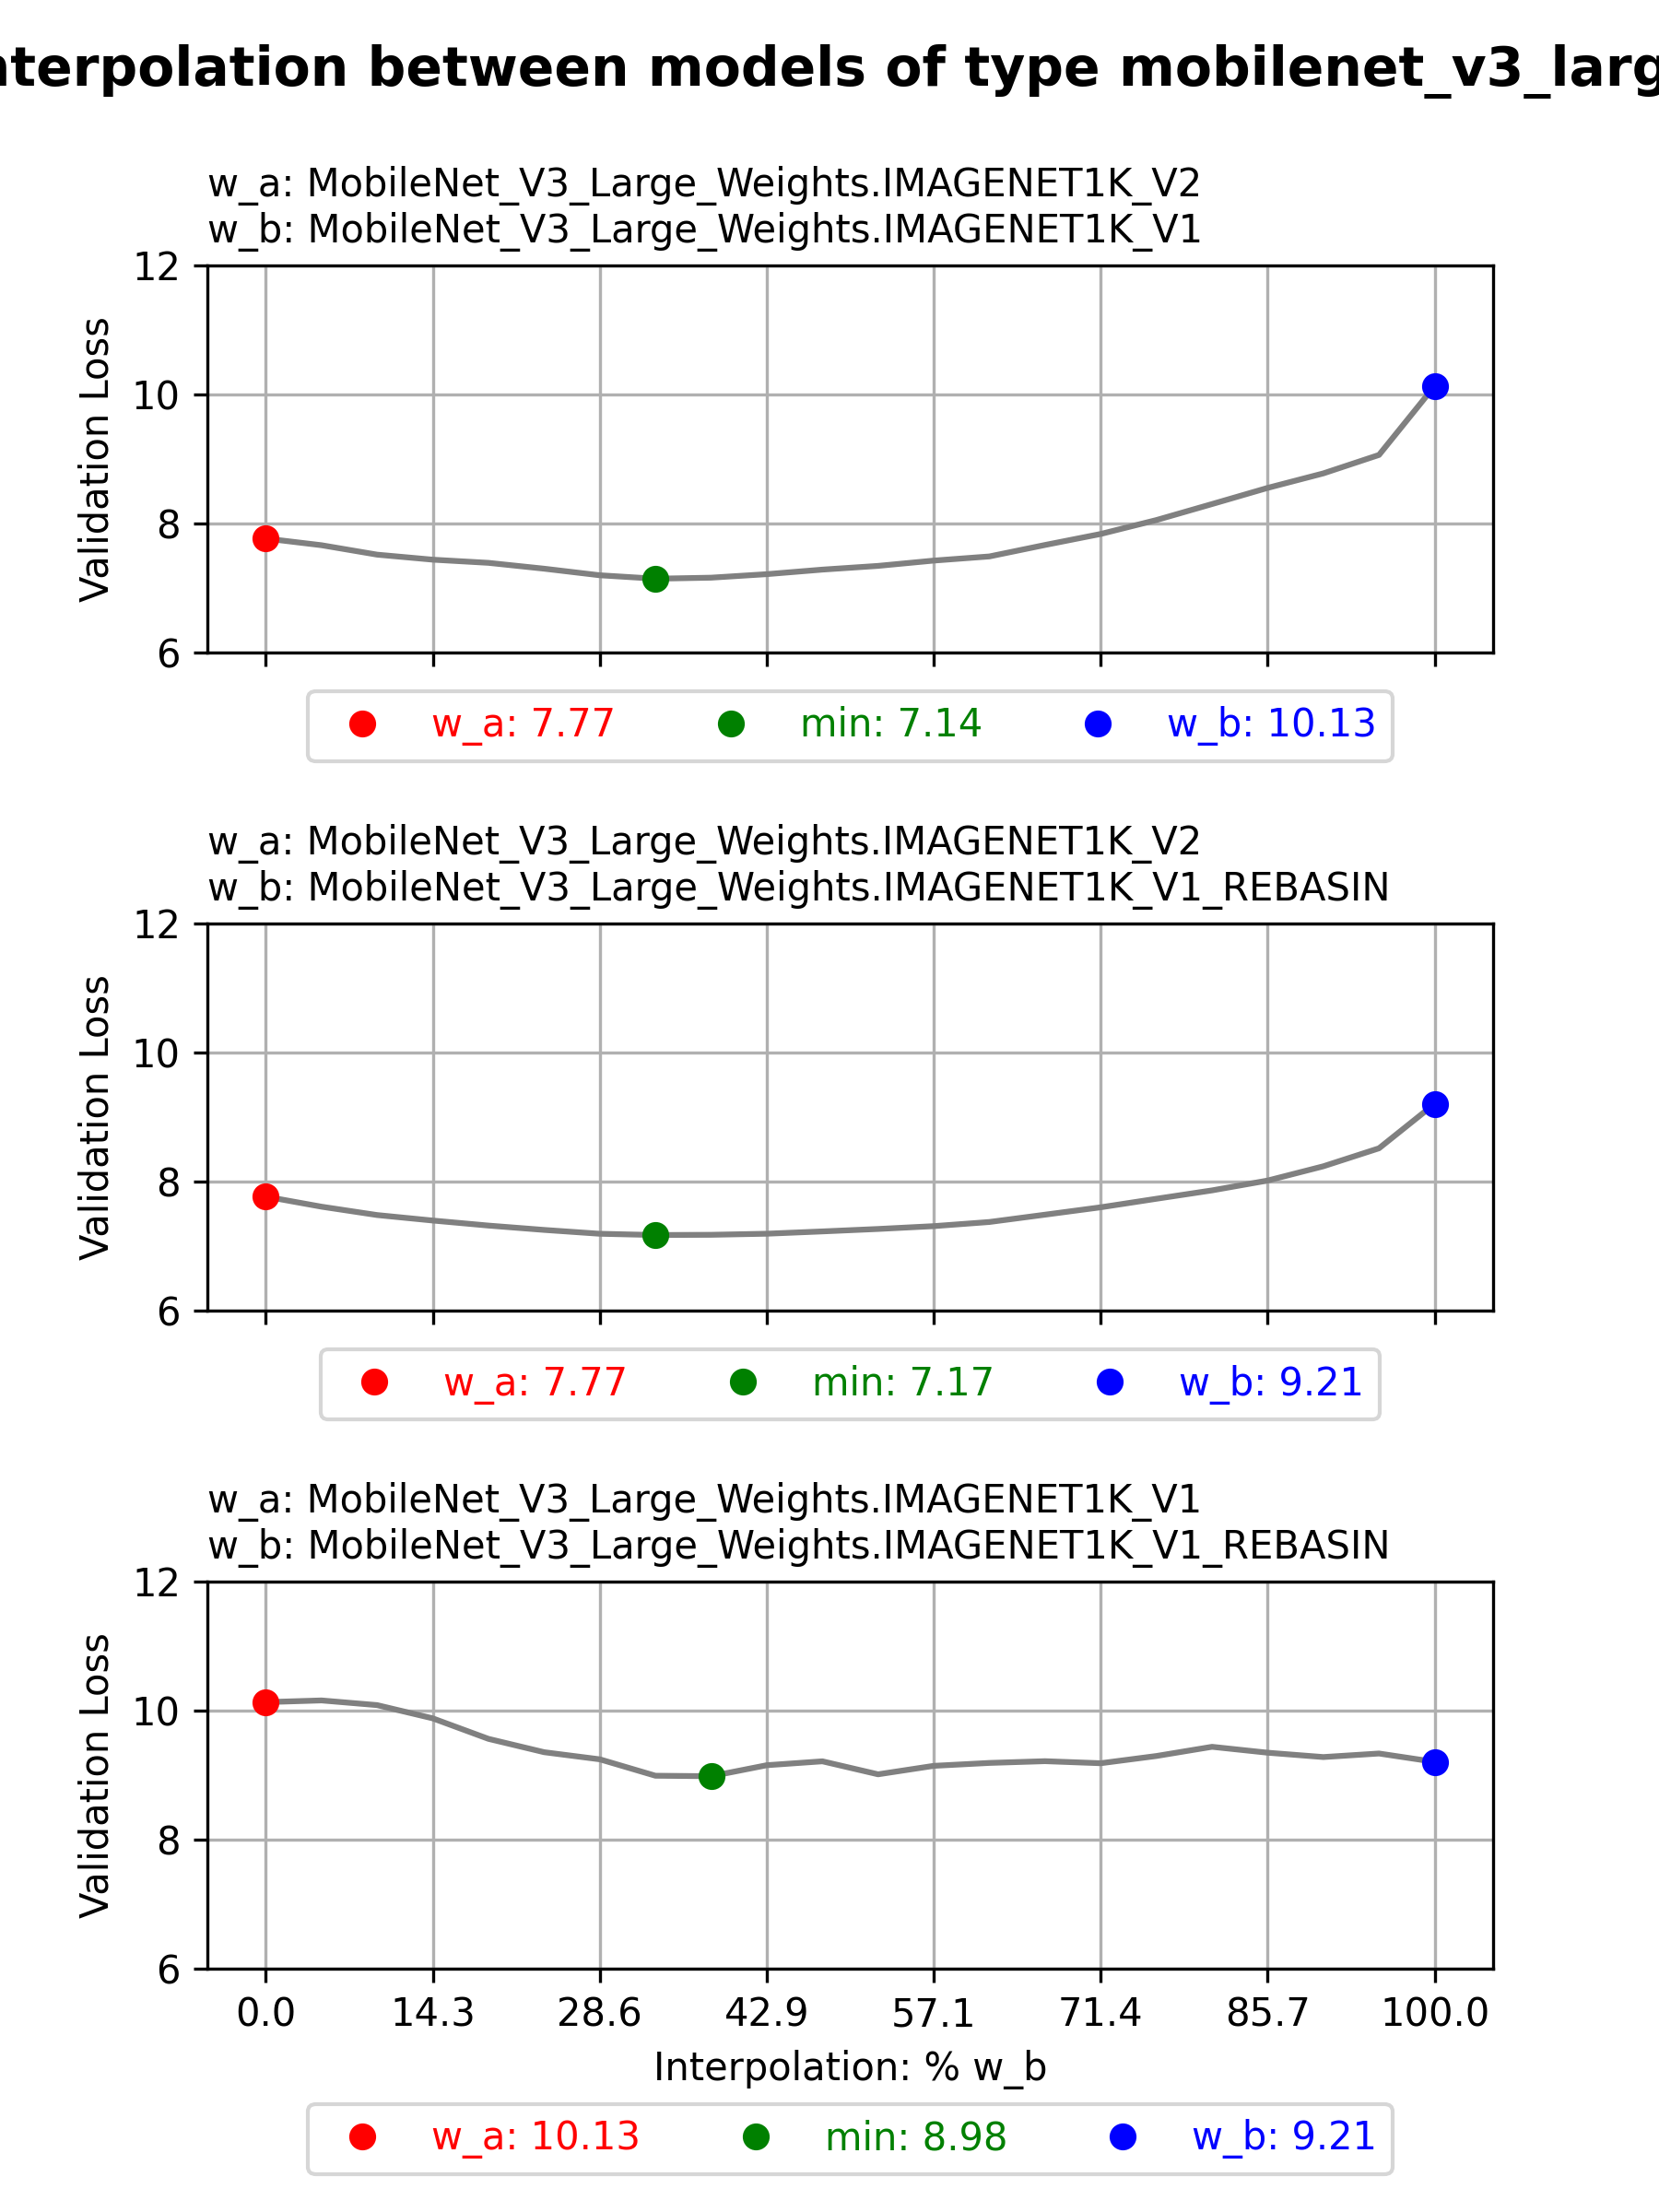 nterpolation between models of type mobilenet_v3_larg
w_a: MobileNet_V3_Large_Weights.IMAGENET1K_V2
w_b: MobileNet_V3_Large_Weights.IMAGENET1K_V1
12
10
8
6
Validation Loss
w_a: 7.77 min: 7.14 w_b: 10.13
w_a: MobileNet_V3_Large_Weights.IMAGENET1K_V2
w_b: MobileNet_V3_Large_Weights.IMAGENET1K_V1_REBASIN
12
10
8
6
Validation Loss
w_a: 7.77 min: 7.17 w_b: 9.21
w_a: MobileNet_V3_Large_Weights.IMAGENET1K_V1
w_b: MobileNet_V3_Large_Weights.IMAGENET1K_V1_REBASIN
12
10
8
6
Validation Loss
0.0 14.3 28.6 42.9 57.1 71.4 85.7 100.0
Interpolation: % w_b
w_a: 10.13 min: 8.98 w_b: 9.21